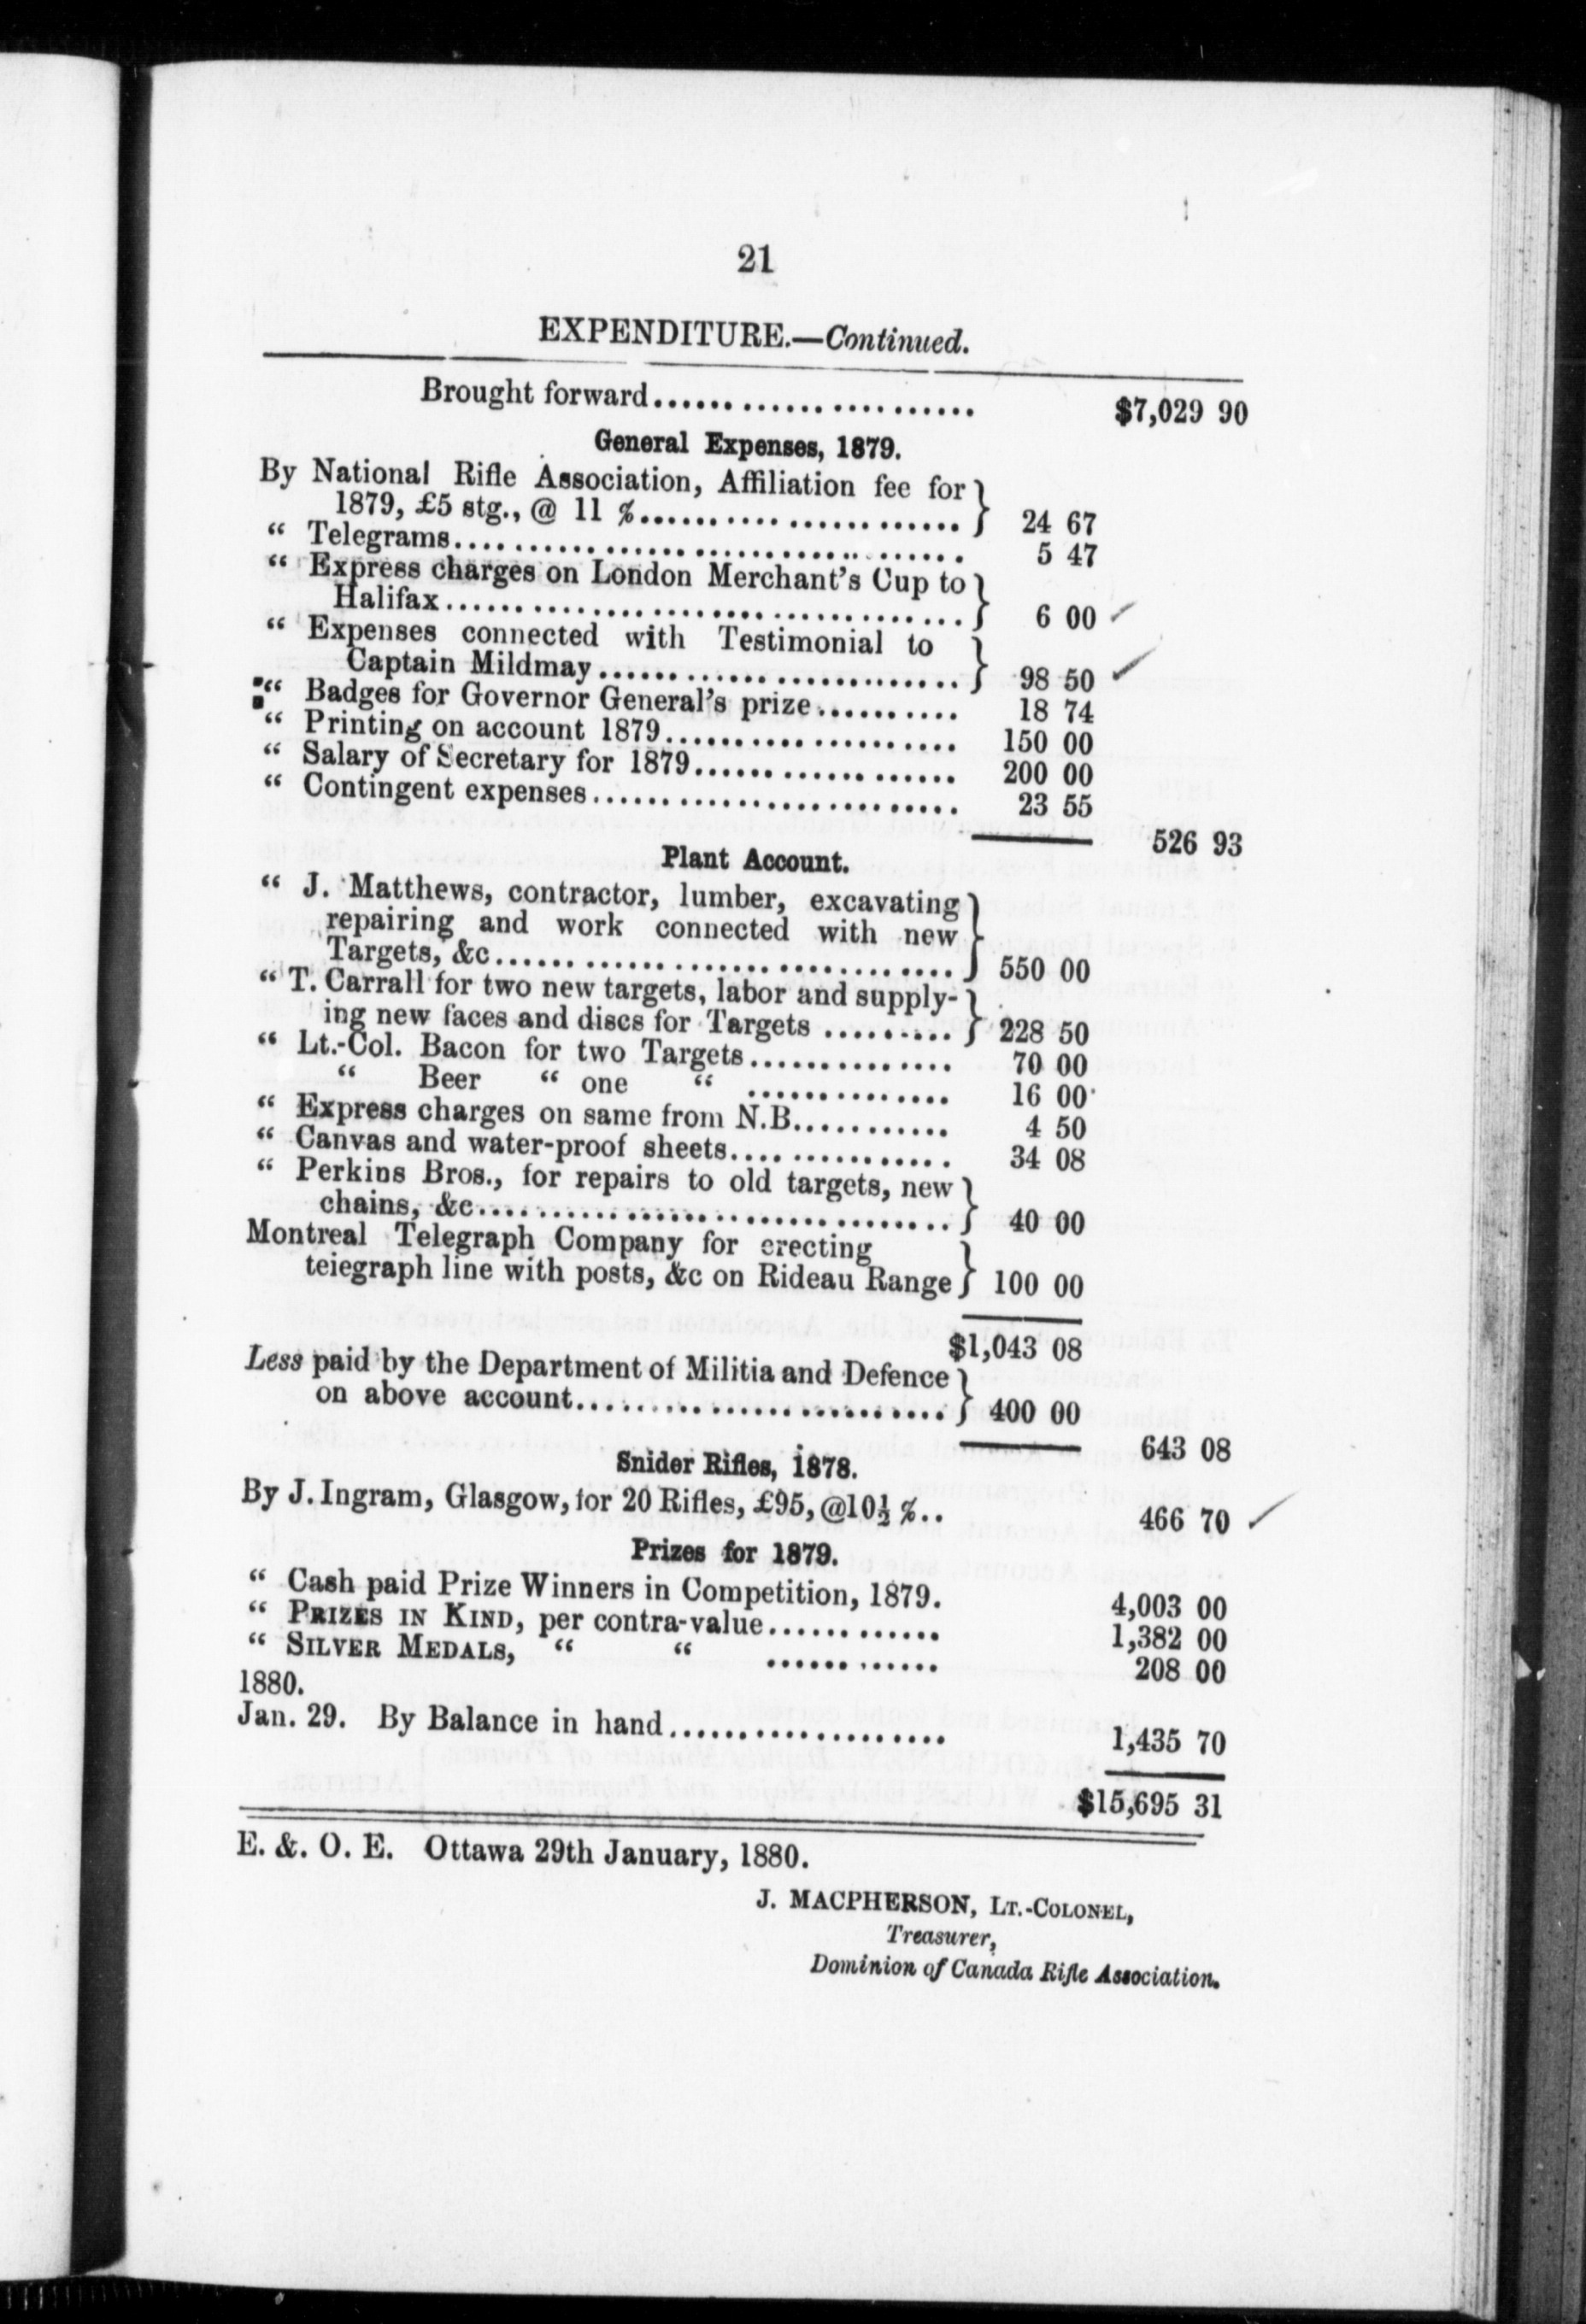 21
EXPENDITURE.—Continued.
Brought forward........................ $7,029 90
General Expenses, 1879.
By National Rifle Association, Affiliation fee for
1879, £5 stg., @ 11 %........................ 24 67
“ Telegrams........................ 5 47
“ Express charges on London Merchant's Cup to
Halifax........................ 6 00
“ Expenses connected with Testimonial to
Captain Mildmay........................ 98 50
“ Badges for Governor General's prize.......... 18 74
“ Printing on account 1879..................... 150 00
“ Salary of Secretary for 1879................... 200 00
“ Contingent expenses.......................... 23 55
526 93
Plant Account.
“ J. Matthews, contractor, lumber, excavating
repairing and work connected with new
Targets, &c........................ 550 00
“ T. Carrall for two new targets, labor and supply-
ing new faces and discs for Targets .......... 228 50
“ Lt.-Col. Bacon for two Targets............... 70 00
“ Beer “ one “ ............... 16 00
“ Express charges on same from N.B........... 4 50
“ Canvas and water-proof sheets................ 34 08
“ Perkins Bros., for repairs to old targets, new
chains, &c........................ 40 00
Montreal Telegraph Company for erecting
teiegraph line with posts, &c on Rideau Range 100 00
$1,043 08
Less paid by the Department of Militia and Defence
on above account........................ 400 00
643 08
Snider Rifles, 1878.
By J. Ingram, Glasgow, for 20 Rifles, £95, @10½ %.. 466 70
Prizes for 1879.
“ Cash paid Prize Winners in Competition, 1879. 4,003 00
“ PRIZES IN KIND, per contra-value............ 1,382 00
“ SILVER MEDALS, “ “ ............ 208 00
1880.
Jan. 29. By Balance in hand.................... 1,435 70
$15,695 31
E. &. O. E. Ottawa 29th January, 1880.
J. MACPHERSON, LT.-COLONEL,
Treasurer,
Dominion of Canada Rifle Association.